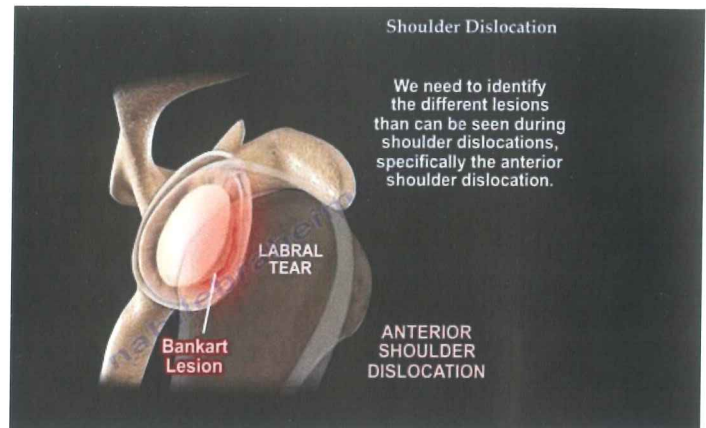 Shoulder Dislocation
We need to identify
the different lesions
than can be seen during
shoulder dislocations,
specifically the anterior
shoulder dislocation.
LABRAL
TEAR
Bankart
Lesion
ANTERIOR
SHOULDER
DISLOCATION